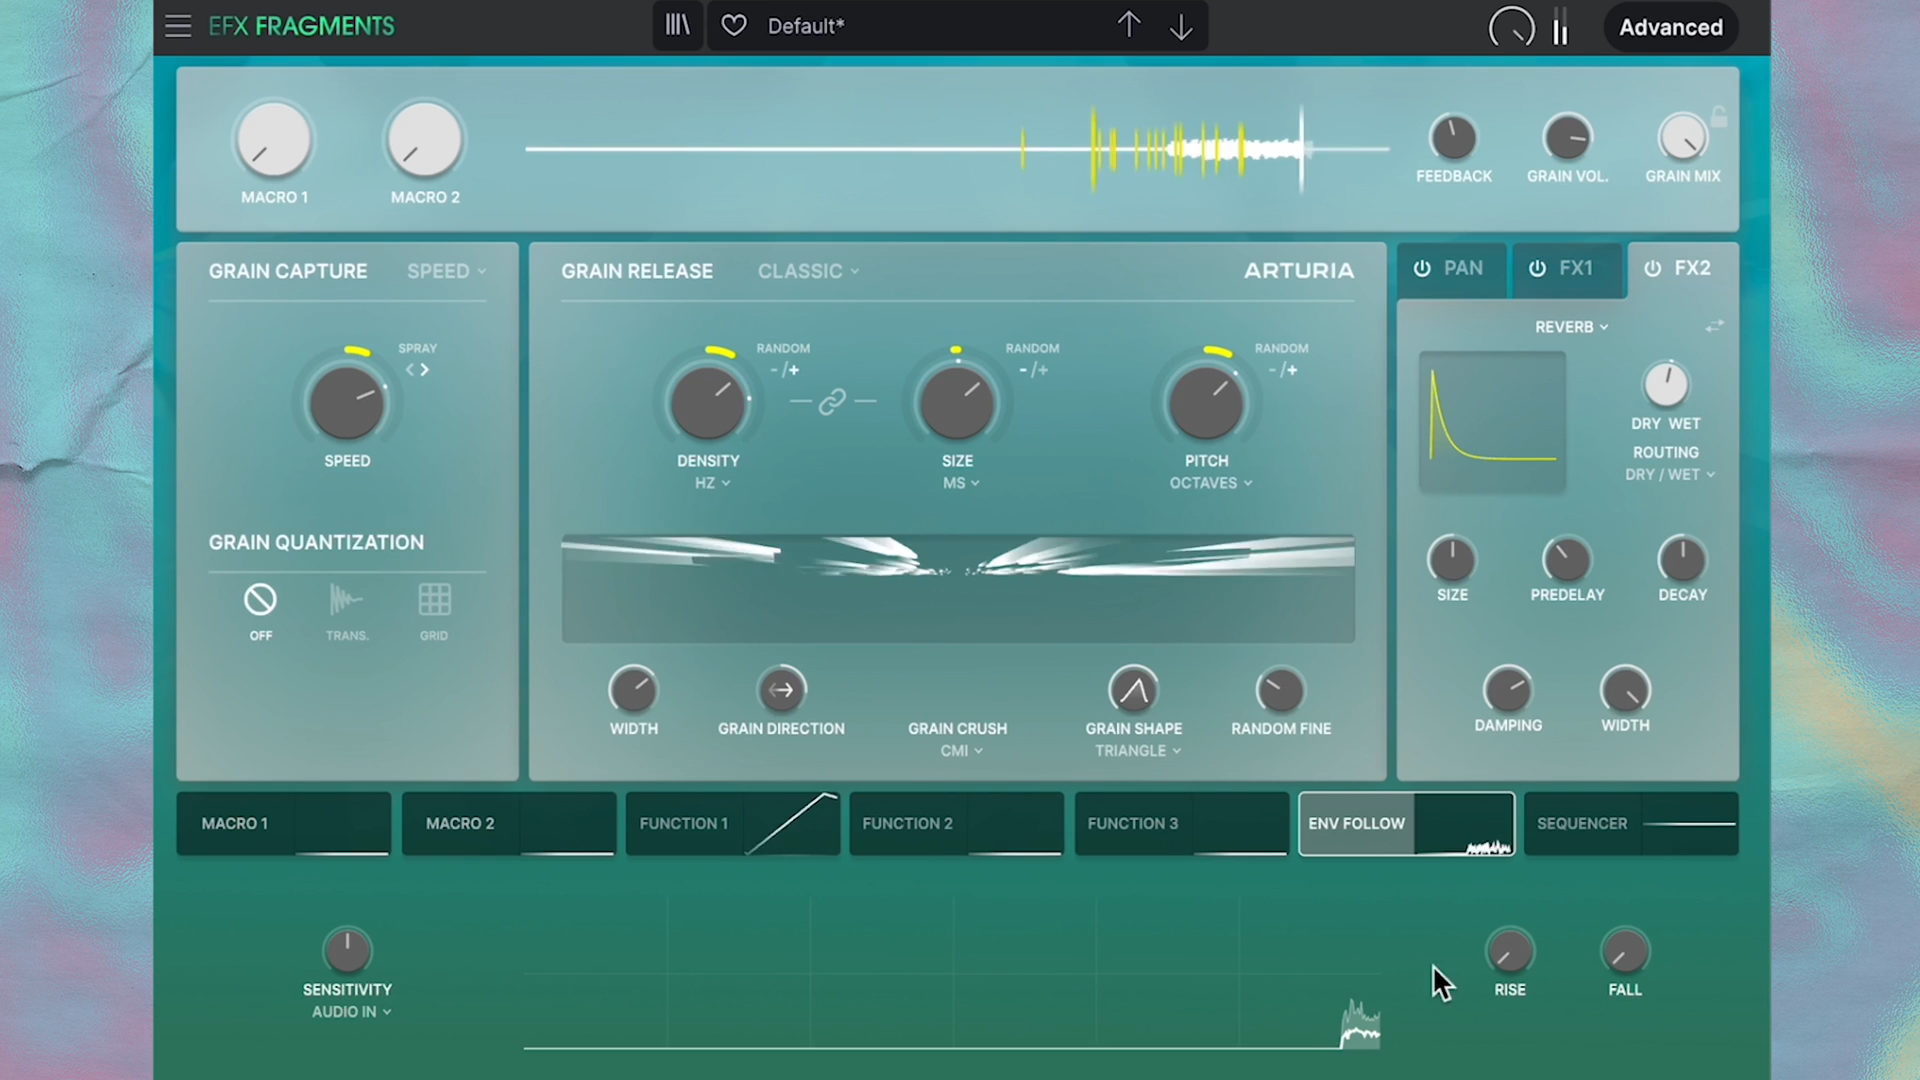 EFX FRAGMENTS
Default*
Advanced
MACRO 1
MACRO 2
FEEDBACK
GRAIN VOL.
GRAIN MIX
GRAIN CAPTURE
SPEED
SPRAY
SPEED
GRAIN QUANTIZATION
OFF
TRANS.
GRID
GRAIN RELEASE
CLASSIC
ARTURIA
RANDOM
-/+
RANDOM
-/+
RANDOM
-/+
DENSITY
HZ
SIZE
MS
PITCH
OCTAVES
WIDTH
GRAIN DIRECTION
GRAIN CRUSH
CMI
GRAIN SHAPE
TRIANGLE
RANDOM FINE
PAN
FX1
FX2
REVERB
DRY WET
ROUTING
DRY / WET
SIZE
PREDELAY
DECAY
DAMPING
WIDTH
MACRO 1
MACRO 2
FUNCTION 1
FUNCTION 2
FUNCTION 3
ENV FOLLOW
SEQUENCER
SENSITIVITY
AUDIO IN
RISE
FALL